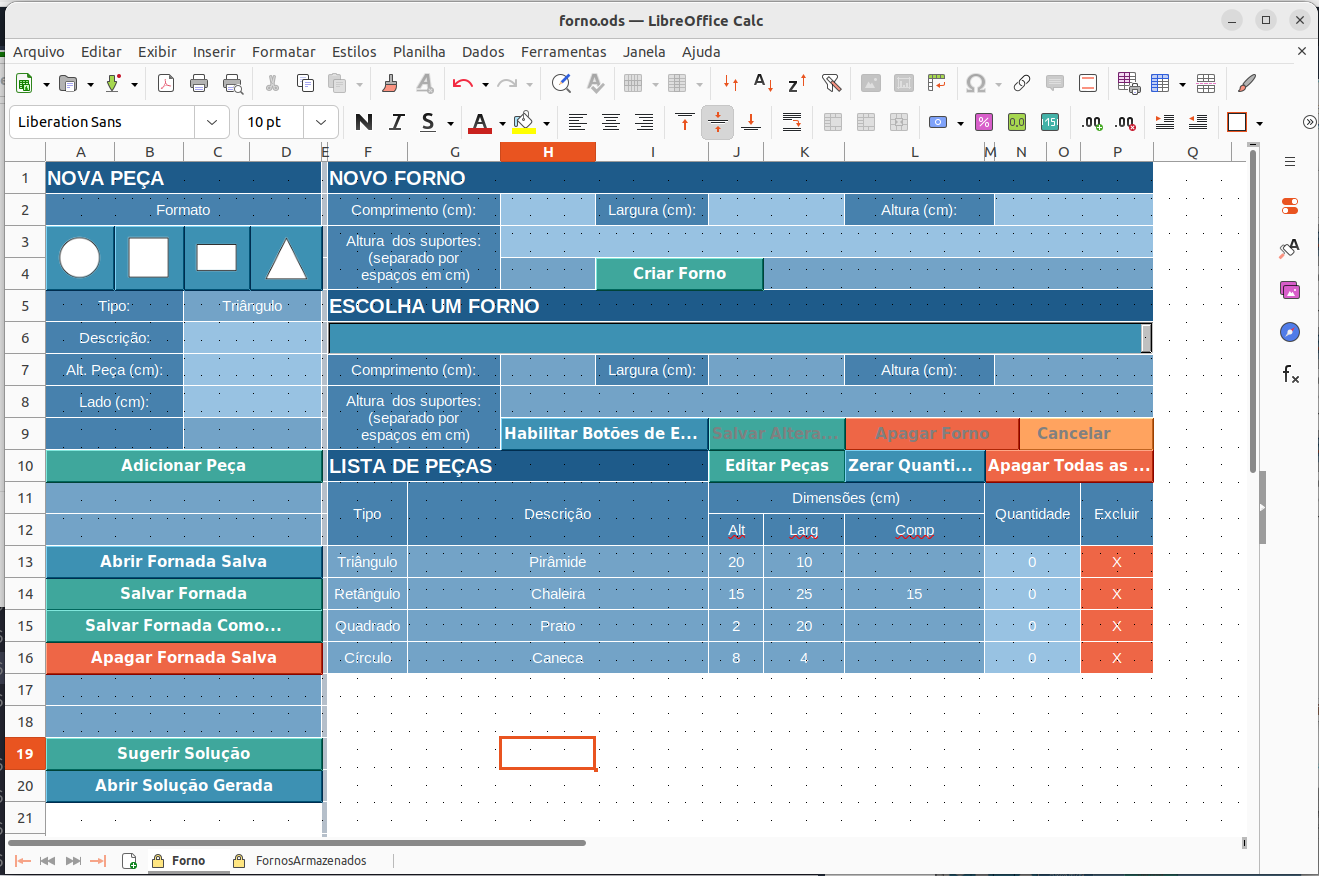 forno.ods — LibreOffice Calc
Arquivo Editar Exibir Inserir Formatar Estilos Planilha Dados Ferramentas Janela Ajuda
Liberation Sans 10 pt N I S A
A B C D E F G H I J K L M N O P Q
1 NOVA PEÇA NOVO FORNO
2 Formato Comprimento (cm): Largura (cm): Altura (cm):
3 Altura dos suportes:
(separado por
4 espaços em cm) Criar Forno
5 Tipo: Triângulo ESCOLHA UM FORNO
6 Descrição:
7 Alt. Peça (cm): Comprimento (cm): Largura (cm): Altura (cm):
8 Lado (cm): Altura dos suportes:
(separado por
9 espaços em cm) Habilitar Botões de E... Salvar Altera... Apagar Forno Cancelar
10 Adicionar Peça LISTA DE PEÇAS Editar Peças Zerar Quanti... Apagar Todas as ...
11 Dimensões (cm)
Tipo Descrição Quantidade Excluir
12 Alt Larg Comp
13 Abrir Fornada Salva Triângulo Pirâmide 20 10 0 X
14 Salvar Fornada Retângulo Chaleira 15 25 15 0 X
15 Salvar Fornada Como... Quadrado Prato 2 20 0 X
16 Apagar Fornada Salva Círculo Caneca 8 4 0 X
17
18
19 Sugerir Solução
20 Abrir Solução Gerada
21
Forno FornosArmazenados